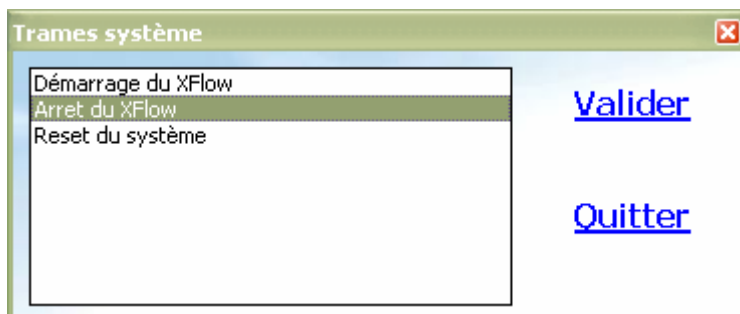 Trames système
Démarrage du XFlow
Arret du XFlow
Reset du système
Valider
Quitter